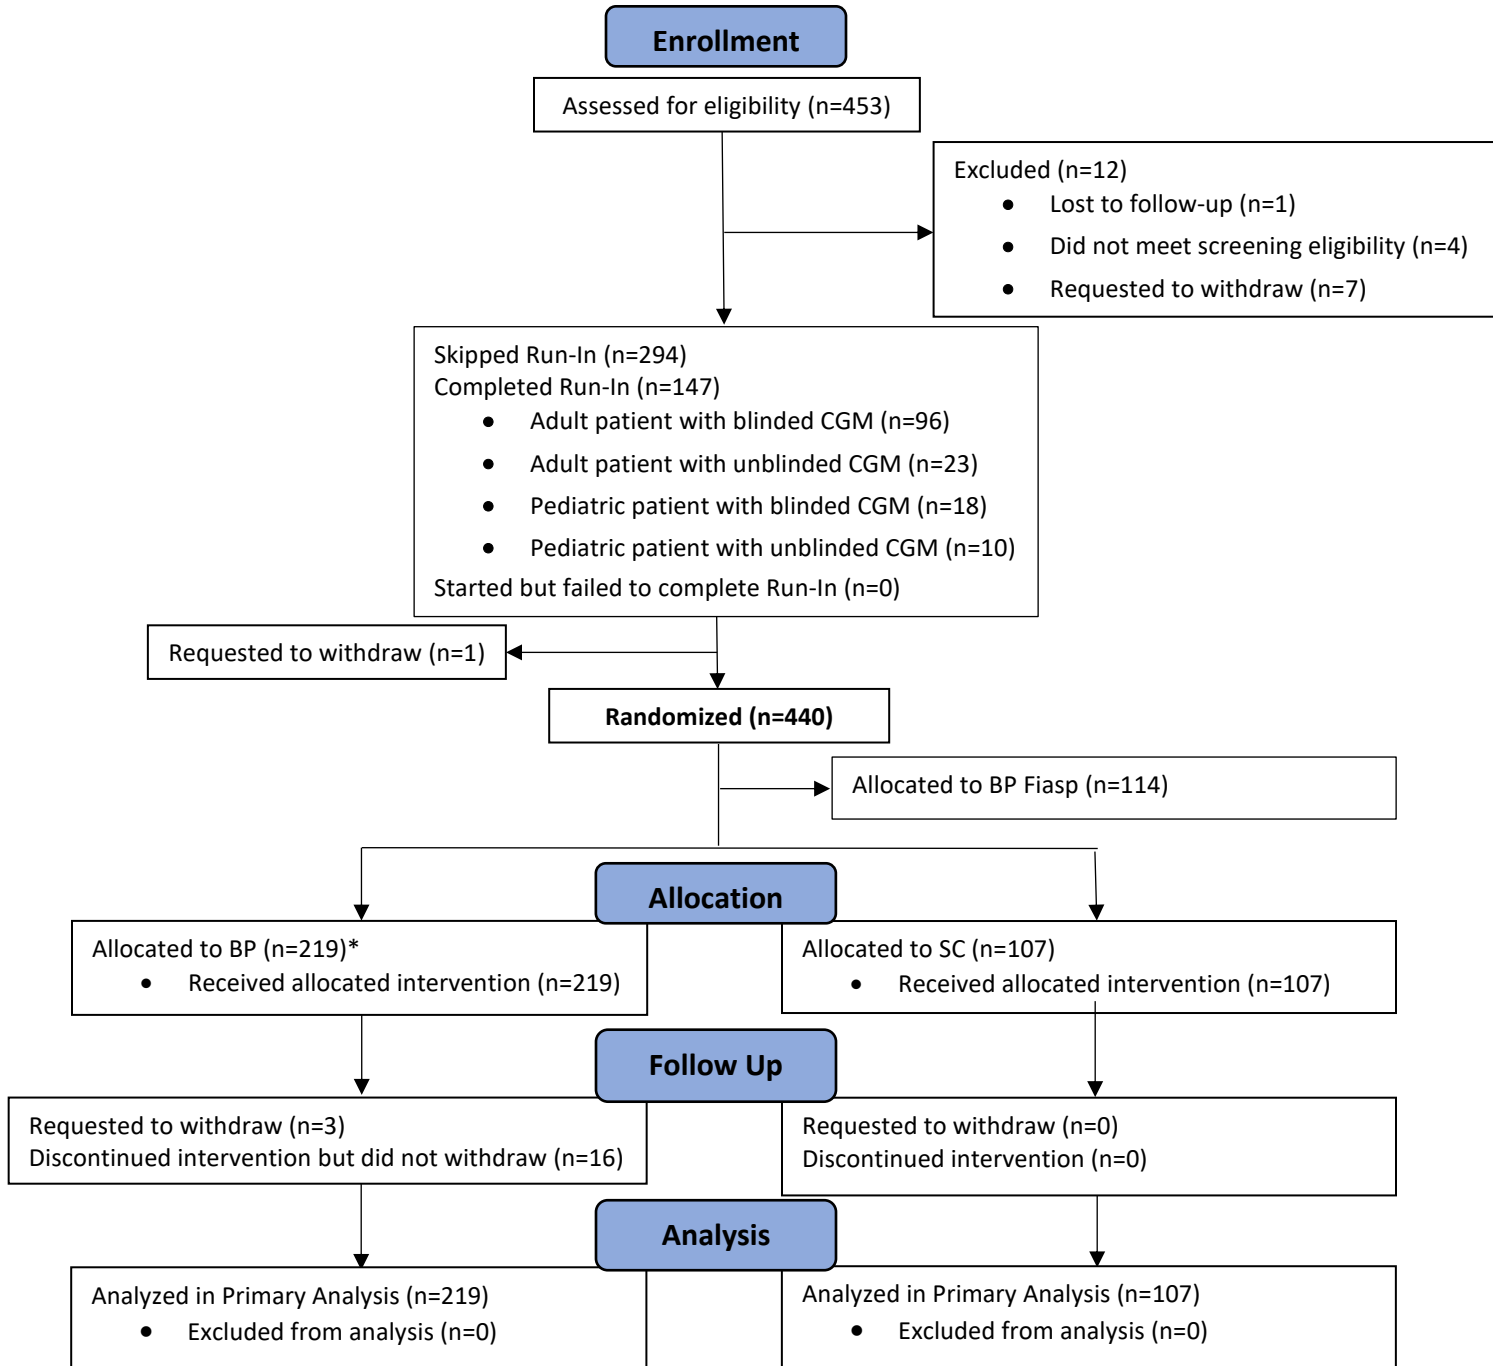 Enrollment
Assessed for eligibility (n=453)
Excluded (n=12)
● Lost to follow-up (n=1)
● Did not meet screening eligibility (n=4)
● Requested to withdraw (n=7)
Skipped Run-In (n=294)
Completed Run-In (n=147)
● Adult patient with blinded CGM (n=96)
● Adult patient with unblinded CGM (n=23)
● Pediatric patient with blinded CGM (n=18)
● Pediatric patient with unblinded CGM (n=10)
Started but failed to complete Run-In (n=0)
Requested to withdraw (n=1)
Randomized (n=440)
Allocated to BP Fiasp (n=114)
Allocation
Allocated to BP (n=219)*
• Received allocated intervention (n=219)
Allocated to SC (n=107)
• Received allocated intervention (n=107)
Follow Up
Requested to withdraw (n=3)
Discontinued intervention but did not withdraw (n=16)
Requested to withdraw (n=0)
Discontinued intervention (n=0)
Analysis
Analyzed in Primary Analysis (n=219)
• Excluded from analysis (n=0)
Analyzed in Primary Analysis (n=107)
• Excluded from analysis (n=0)